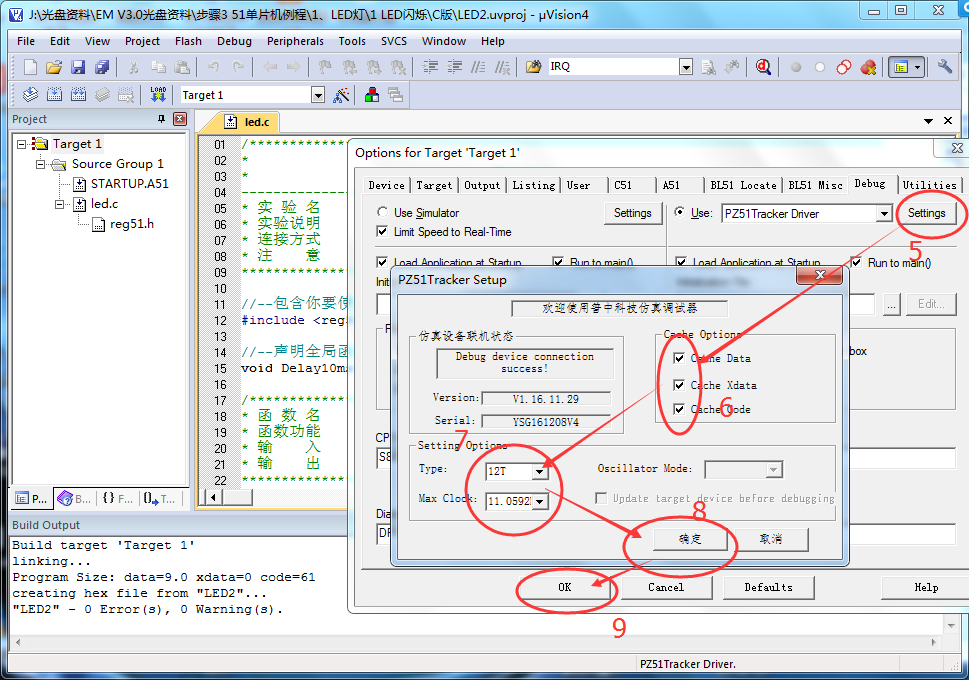 J:\光盘资料\EM V3.0光盘资料\步骤3 51单片机例程\1、LED灯\1 LED闪烁\C版\LED2.uvproj - µVision4
File Edit View Project Flash Debug Peripherals Tools SVCS Window Help
IRQ
LOAD
Target 1
Project
Target 1
Source Group 1
STARTUP.A51
led.c
reg51.h
P... B... {} F... T...
led.c
01 /************
02 *
03 *
04 -------------
05 * 实 验 名
06 * 实验说明
07 * 连接方式
08 * 注 意
09 *************
10
11 //--包含你要使
12 #include <reg
13
14 //--声明全局函
15 void Delay10m
16
17 /************
18 * 函 数 名
19 * 函数功能
20 * 输 入
21 * 输 出
22 *************
Options for Target 'Target 1'
Device Target Output Listing User C51 A51 BL51 Locate BL51 Misc Debug Utilities
Use Simulator Settings Use: PZ51Tracker Driver Settings
Limit Speed to Real-Time
5
Load Application at Startup Run to main() Load Application at Startup Run to main()
Init
... Edit...
box
CP
S8
Dia
DP
PZ51Tracker Setup
欢迎使用普中科技仿真调试器
仿真设备联机状态
Debug device connection
success!
Version: V1.16.11.29
Serial: YSG161208V4
Cache Options
Cache Data
Cache Xdata
Cache Code
6
7
Setting Options
Type: 12T Oscillator Mode:
Max Clock: 11.0592 Update target device before debugging
8
确定 取消
OK Cancel Defaults Help
9
Build Output
Build target 'Target 1'
linking...
Program Size: data=9.0 xdata=0 code=61
creating hex file from "LED2"...
"LED2" - 0 Error(s), 0 Warning(s).
PZ51Tracker Driver.